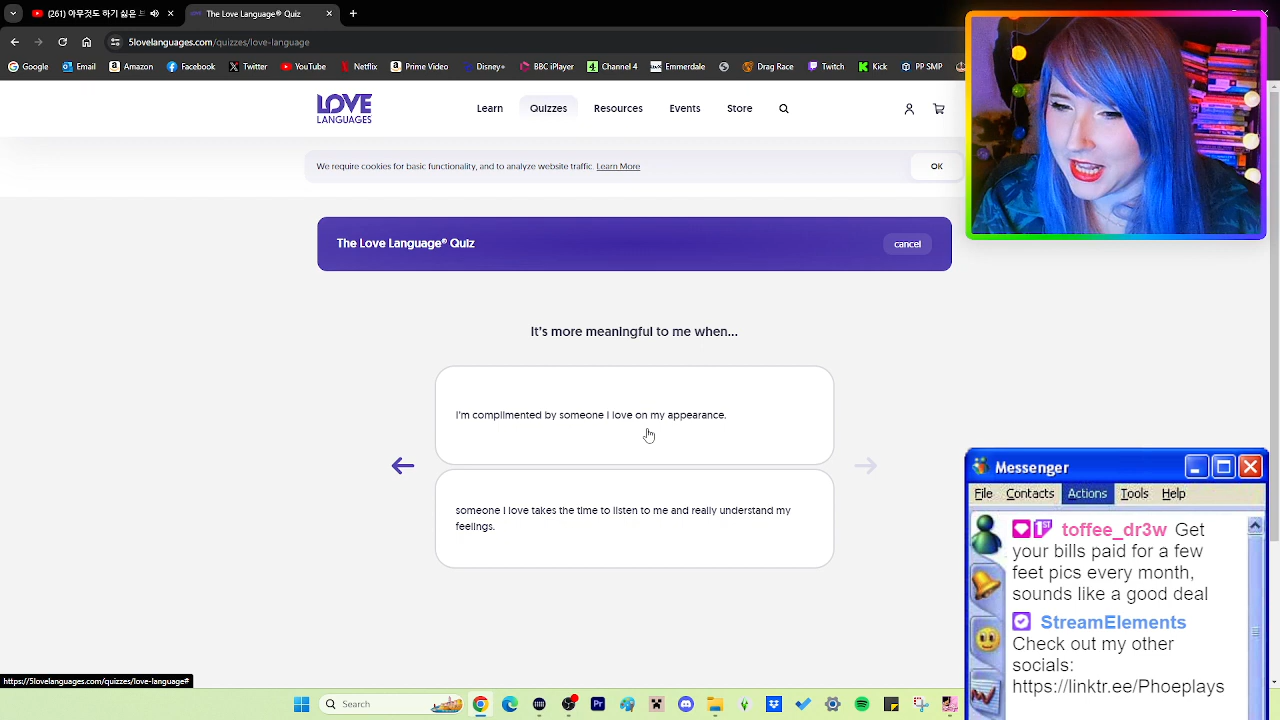 (261) 아무것도 하기 싫은 브
The Love Language® Quiz
5lovelanguages.com/quizzes/love-language
Google
Email
Amazon
Facebook
Twitter
YouTube
Netflix
Prime Video
Disney+
iPlayer
Channel 4
Emmerdale
Drag Race
Twitch
Kick
PP SMP
LOVE
LANGUAGES
Learn
Quizzes
Resources
Events
Store
We require cookies for basic functionality, and to analyze website traffic. Learn More
OK
The Love Language® Quiz
cancel
It's more meaningful to me when...
I'm complimented by someone I love on my appearance.
someone I love takes the time to listen to me and really understand my
feelings.
https://5lovelanguages.com/quizzes/love-language#
Search
Messenger
File Contacts Actions Tools Help
toffee_dr3w Get
your bills paid for a few
feet pics every month,
sounds like a good deal
StreamElements
Check out my other
socials:
https://linktr.ee/Phoeplays